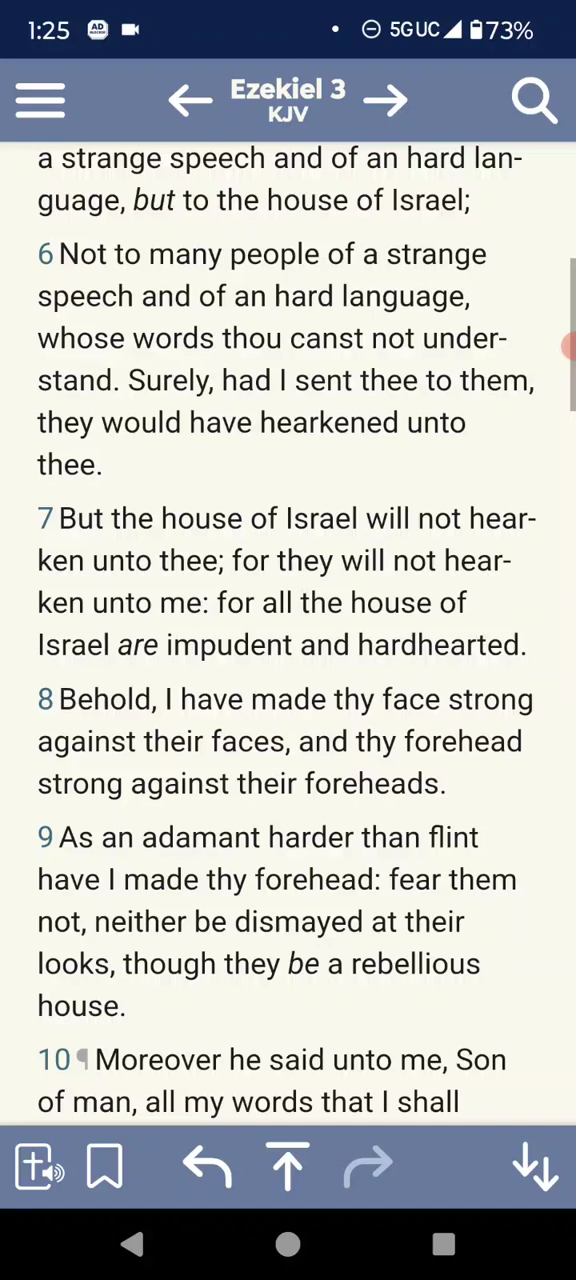 1:25 AD 5GUC 73%
Ezekiel 3
KJV
a strange speech and of an hard lan-
guage, but to the house of Israel;
6 Not to many people of a strange
speech and of an hard language,
whose words thou canst not under-
stand. Surely, had I sent thee to them,
they would have hearkened unto
thee.
7 But the house of Israel will not hear-
ken unto thee; for they will not hear-
ken unto me: for all the house of
Israel are impudent and hardhearted.
8 Behold, I have made thy face strong
against their faces, and thy forehead
strong against their foreheads.
9 As an adamant harder than flint
have I made thy forehead: fear them
not, neither be dismayed at their
looks, though they be a rebellious
house.
10 ¶ Moreover he said unto me, Son
of man, all my words that I shall